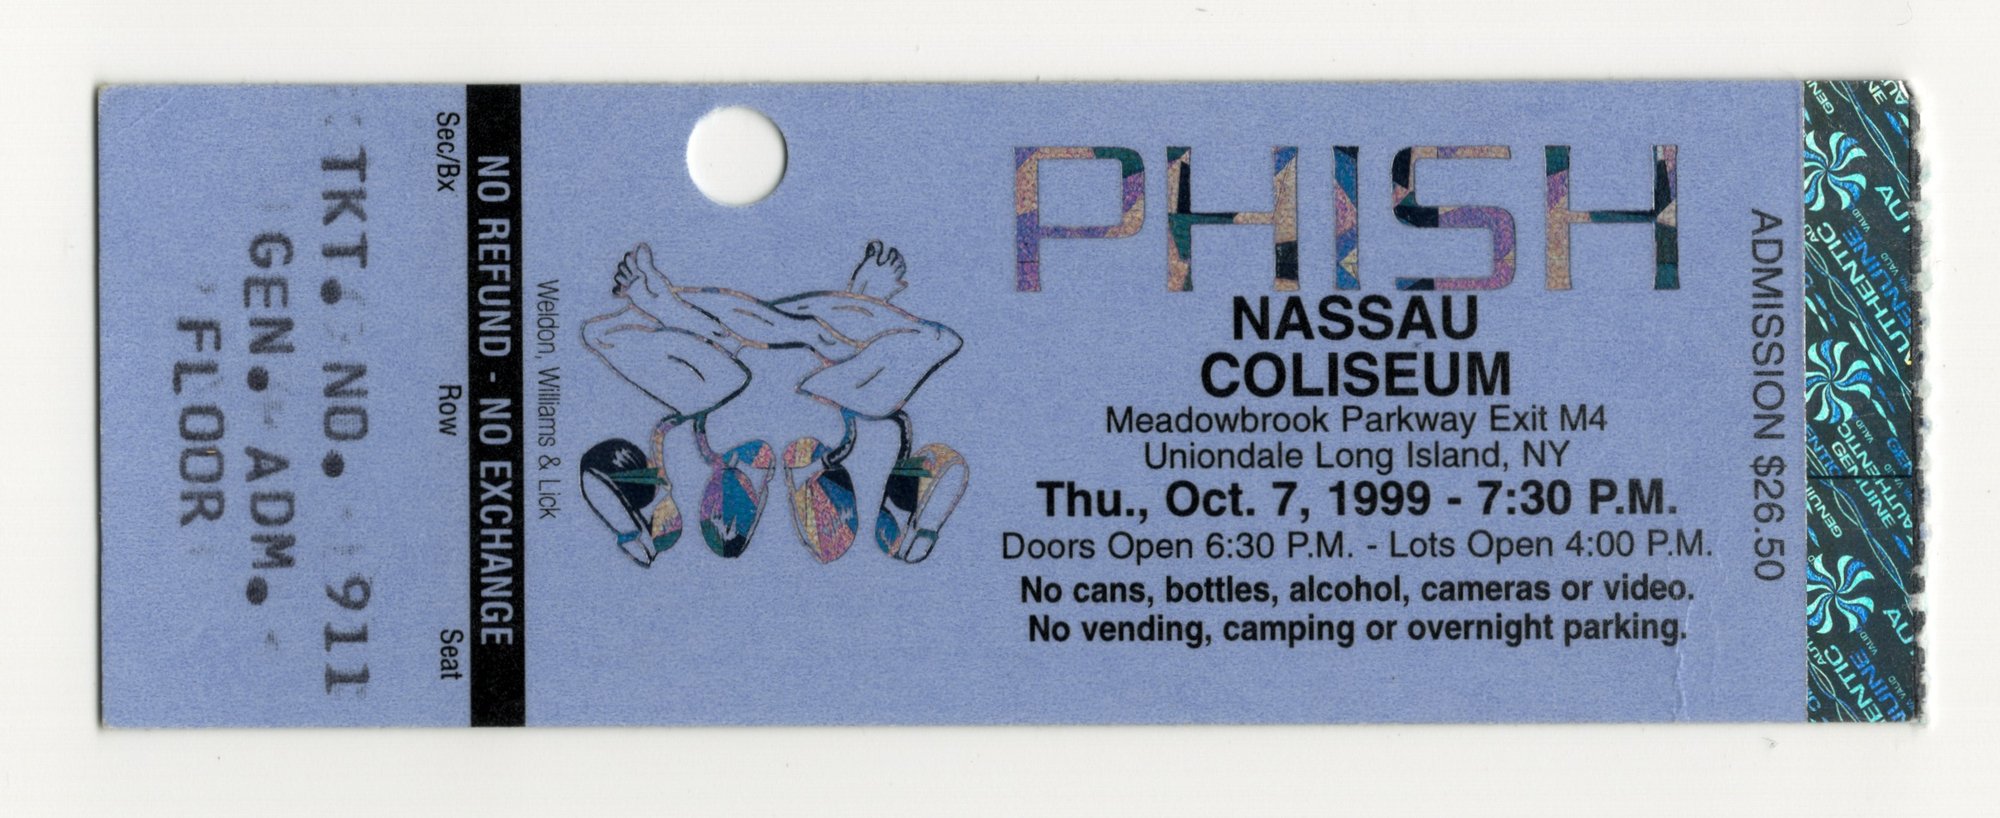 PHISH
NASSAU
COLISEUM
Meadowbrook Parkway Exit M4
Uniondale Long Island, NY
Thu., Oct. 7, 1999 - 7:30 P.M.
Doors Open 6:30 P.M. - Lots Open 4:00 P.M.
No cans, bottles, alcohol, cameras or video.
No vending, camping or overnight parking.
ADMISSION $26.50
Weldon, Williams & Lick
NO REFUND - NO EXCHANGE
Sec/Bx Row Seat
TKT. NO. 911
GEN. ADM.
FLOOR
AUTHENTIC
GENUINE
VALID